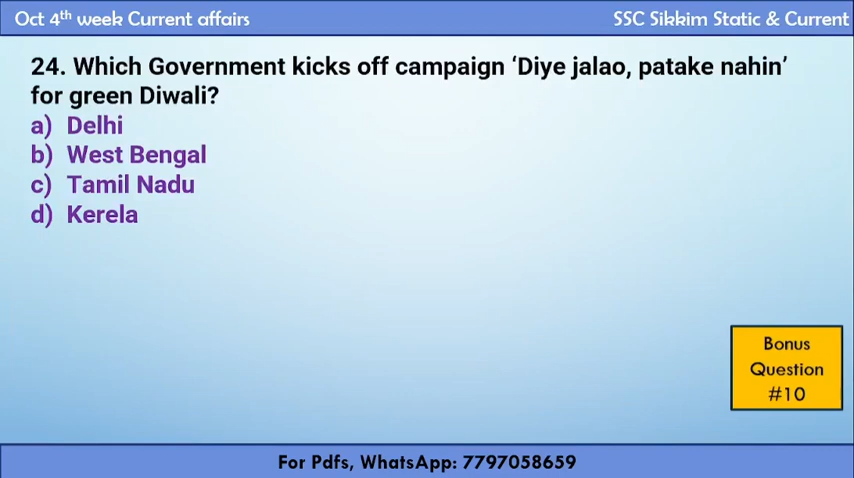 Oct 4th week Current affairs
SSC Sikkim Static & Current
24. Which Government kicks off campaign ‘Diye jalao, patake nahin’
for green Diwali?
a) Delhi
b) West Bengal
c) Tamil Nadu
d) Kerela
Bonus
Question
#10
For Pdfs, WhatsApp: 7797058659